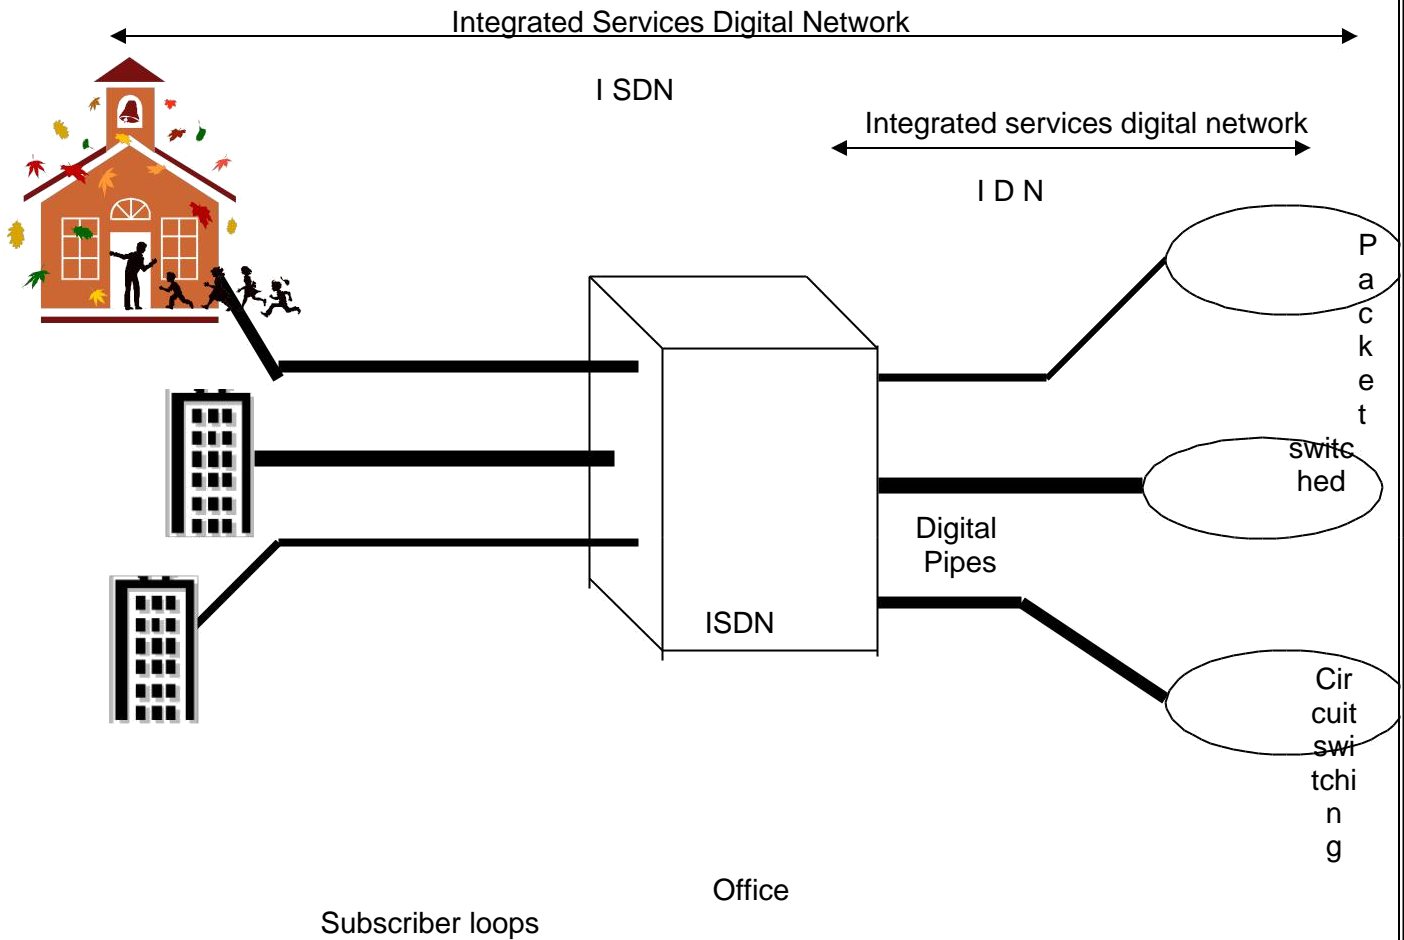 Integrated Services Digital Network
I SDN
Integrated services digital network
I D N
P
a
c
k
e
t
switc
hed
Digital
Pipes
ISDN
Cir
cuit
swi
tchi
n
g
Office
Subscriber loops